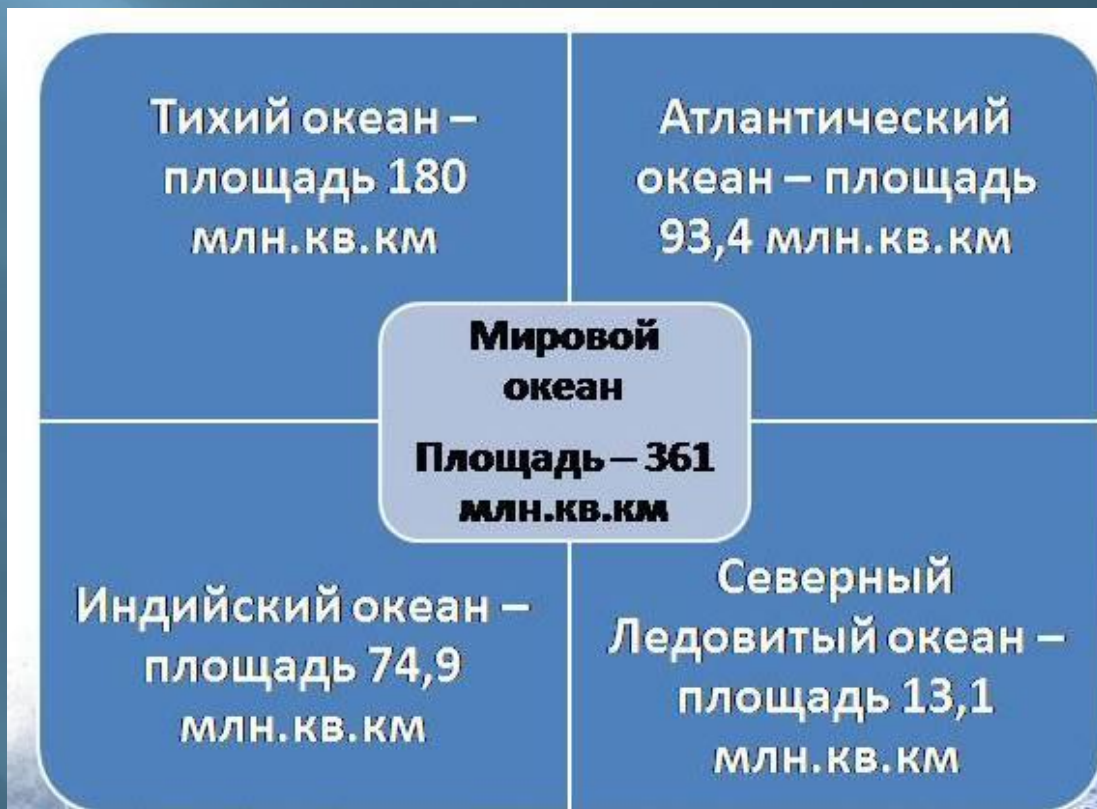 Тихий океан –
площадь 180
млн.кв.км
Атлантический
океан – площадь
93,4 млн.кв.км
Мировой
океан
Площадь – 361
млн.кв.км
Индийский океан –
площадь 74,9
млн.кв.км
Северный
Ледовитый океан –
площадь 13,1
млн.кв.км